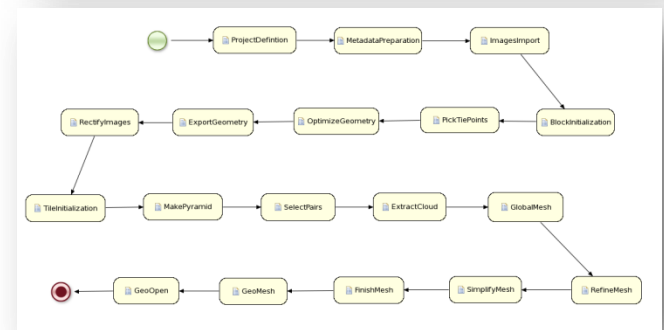 ProjectDefintion
MetadataPreparation
ImagesImport
BlockInitialization
PickTiePoints
OptimizeGeometry
ExportGeometry
RectifyImages
TileInitialization
MakePyramid
SelectPairs
ExtractCloud
GlobalMesh
RefineMesh
SimplifyMesh
FinishMesh
GeoMesh
GeoOpen